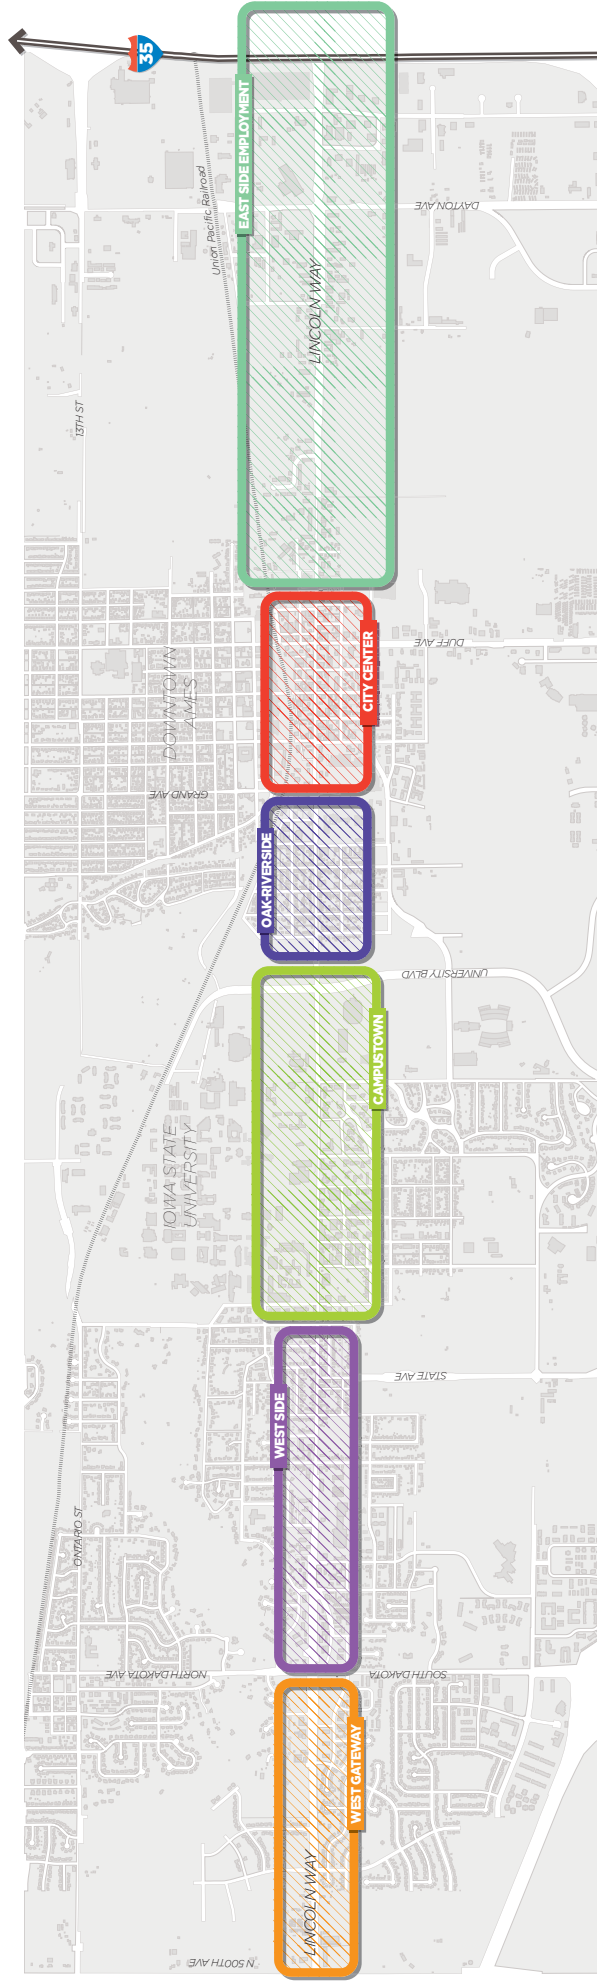 35
EAST SIDE EMPLOYMENT
Union Pacific Railroad
DAYTON AVE
LINCOLN WAY
13TH ST
CITY CENTER
DUFF AVE
DOWNTOWN
AMES
GRAND AVE
OAK-RIVERSIDE
UNIVERSITY BLVD
CAMPUSTOWN
IOWA STATE
UNIVERSITY
STATE AVE
WEST SIDE
ONTARIO ST
NORTH DAKOTA AVE
SOUTH DAKOTA
WEST GATEWAY
LINCOLN WAY
N 500TH AVE